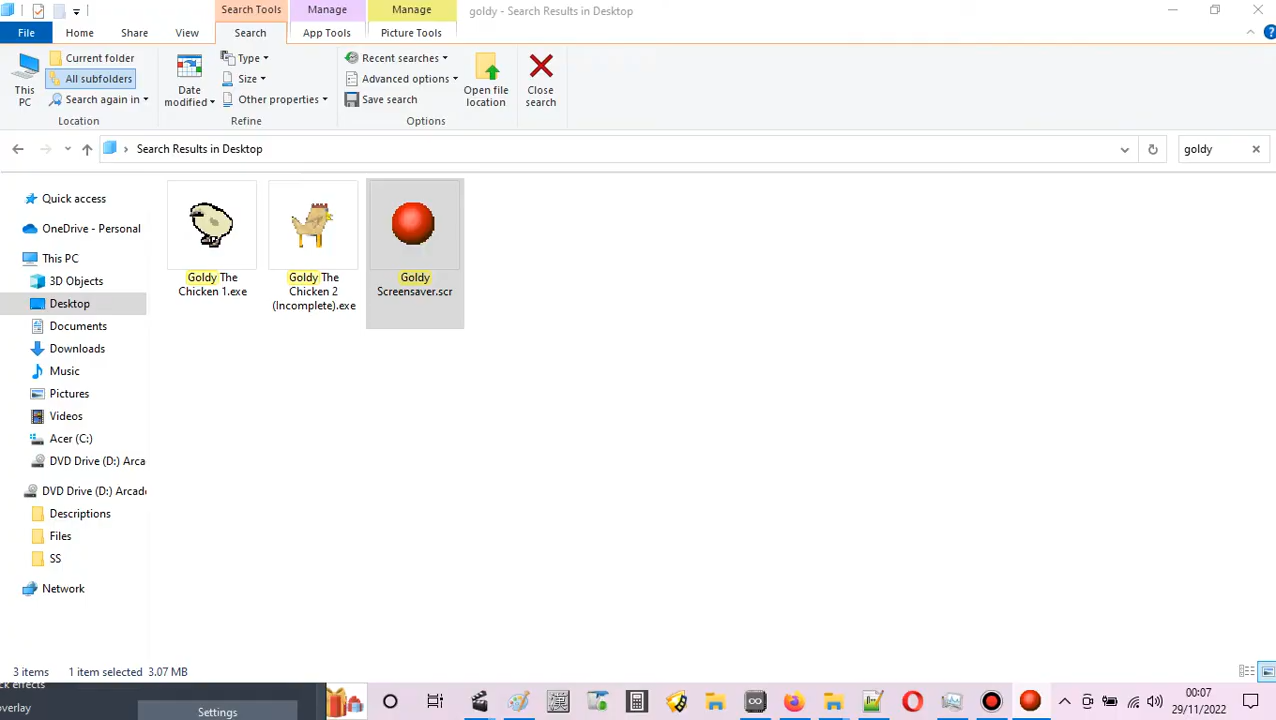 Search Tools
Manage
Manage
goldy - Search Results in Desktop
File
Home
Share
View
Search
App Tools
Picture Tools
This PC
Current folder
All subfolders
Search again in
Location
Date modified
Type
Size
Other properties
Refine
Recent searches
Advanced options
Save search
Options
Open file location
Close search
Search Results in Desktop
goldy
Quick access
OneDrive - Personal
This PC
3D Objects
Desktop
Documents
Downloads
Music
Pictures
Videos
Acer (C:)
DVD Drive (D:) Arca
DVD Drive (D:) Arcade
Descriptions
Files
SS
Network
Goldy The
Chicken 1.exe
Goldy The
Chicken 2
(Incomplete).exe
Goldy
Screensaver.scr
3 items
1 item selected 3.07 MB
ck effects
overlay
Settings
00:07
29/11/2022